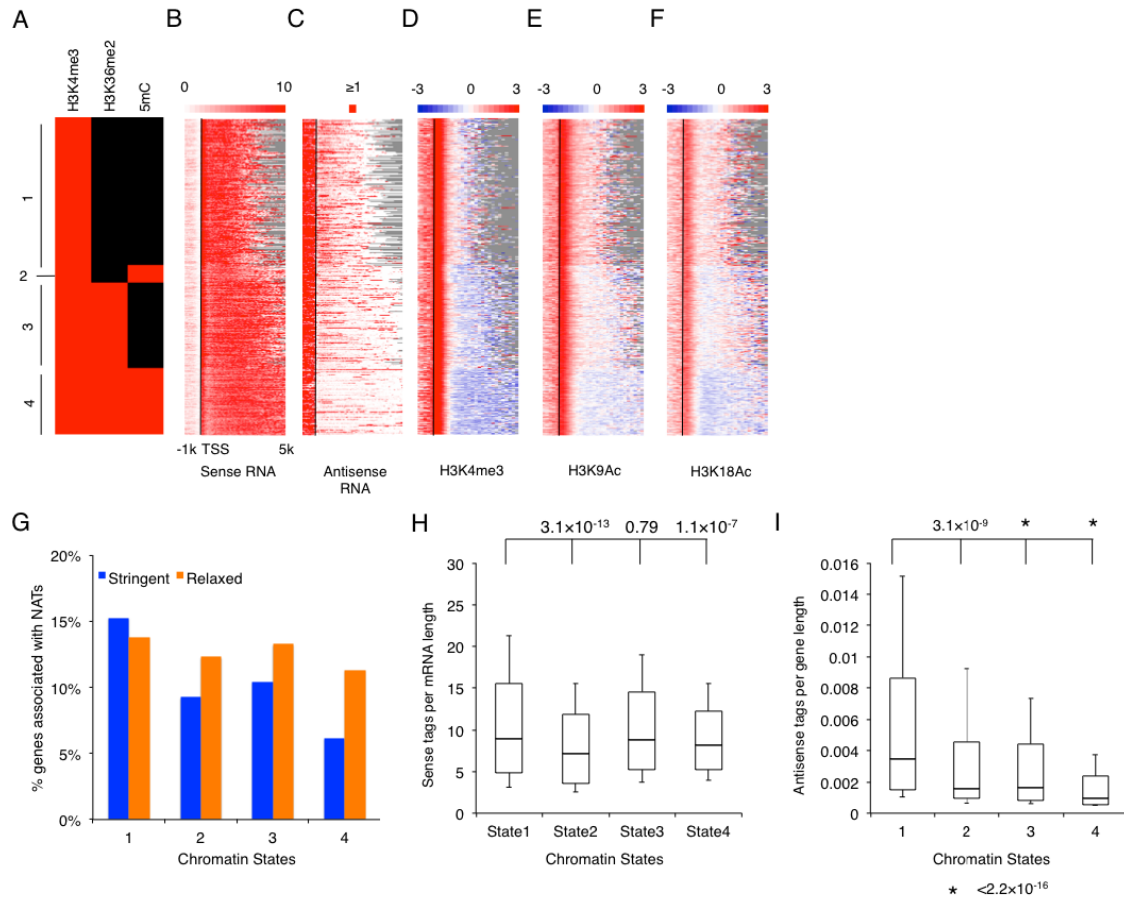 A B C D E F
H3K4me3
H3K36me2
5mC
0 10
≥1
-3 0 3
-3 0 3
-3 0 3
1
2
3
4
-1k TSS 5k
Sense RNA
Antisense
RNA
H3K4me3
H3K9Ac
H3K18Ac
G
% genes associated with NATs
20%
15%
10%
5%
0%
Stringent Relaxed
1 2 3 4
Chromatin States
H
3.1×10⁻¹³ 0.79 1.1×10⁻⁷
Sense tags per mRNA length
30
25
20
15
10
5
0
State1 State2 State3 State4
Chromatin States
I
3.1×10⁻⁹ * *
Antisense tags per gene length
0.016
0.014
0.012
0.01
0.008
0.006
0.004
0.002
0
1 2 3 4
Chromatin States
* <2.2×10⁻¹⁶